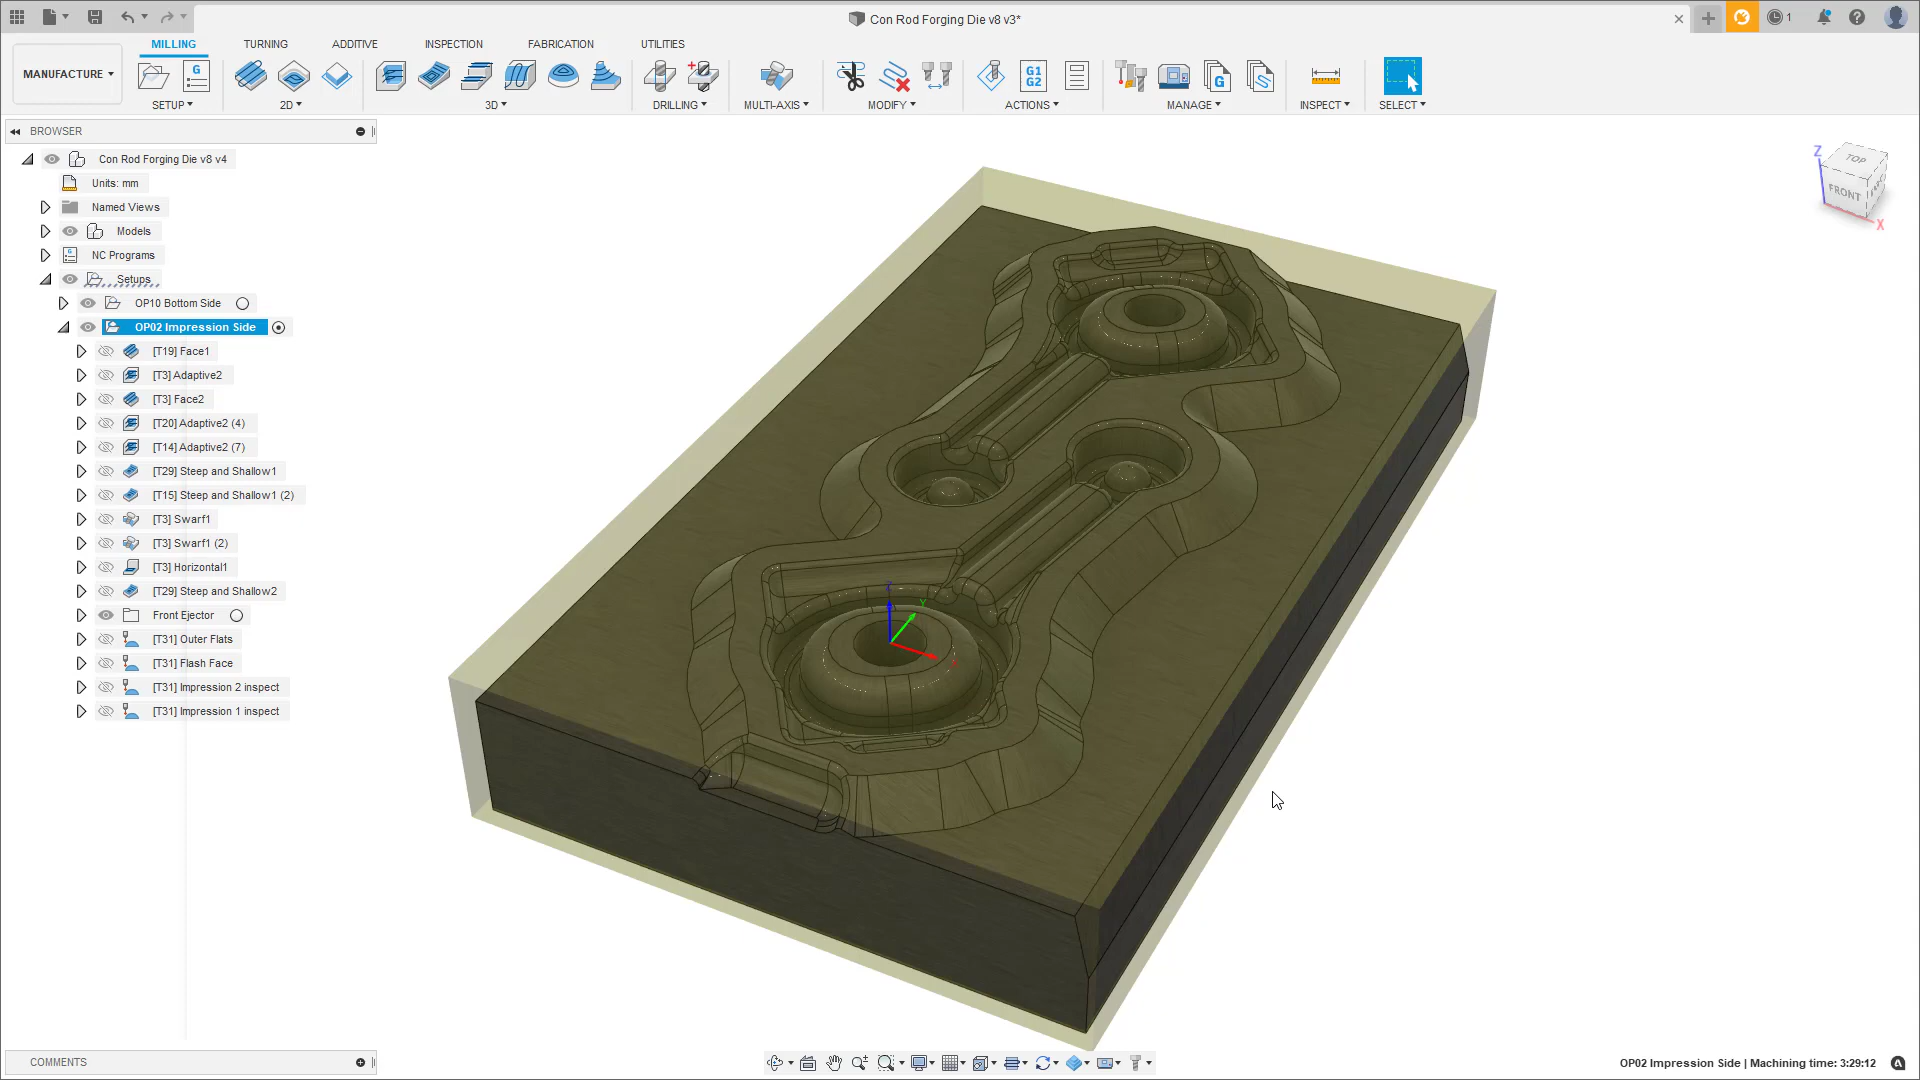 Con Rod Forging Die v8 v3*
1
MANUFACTURE
MILLING
TURNING
ADDITIVE
INSPECTION
FABRICATION
UTILITIES
G
G1
G2
G
SETUP
2D
3D
DRILLING
MULTI-AXIS
MODIFY
ACTIONS
MANAGE
INSPECT
SELECT
BROWSER
Con Rod Forging Die v8 v4
Units: mm
Named Views
Models
NC Programs
Setups
OP10 Bottom Side
OP02 Impression Side
[T19] Face1
[T3] Adaptive2
[T3] Face2
[T20] Adaptive2 (4)
[T14] Adaptive2 (7)
[T29] Steep and Shallow1
[T15] Steep and Shallow1 (2)
[T3] Swarf1
[T3] Swarf1 (2)
[T3] Horizontal1
[T29] Steep and Shallow2
Front Ejector
[T31] Outer Flats
[T31] Flash Face
[T31] Impression 2 inspect
[T31] Impression 1 inspect
Z
TOP
FRONT
X
Z
Y
X
COMMENTS
OP02 Impression Side | Machining time: 3:29:12